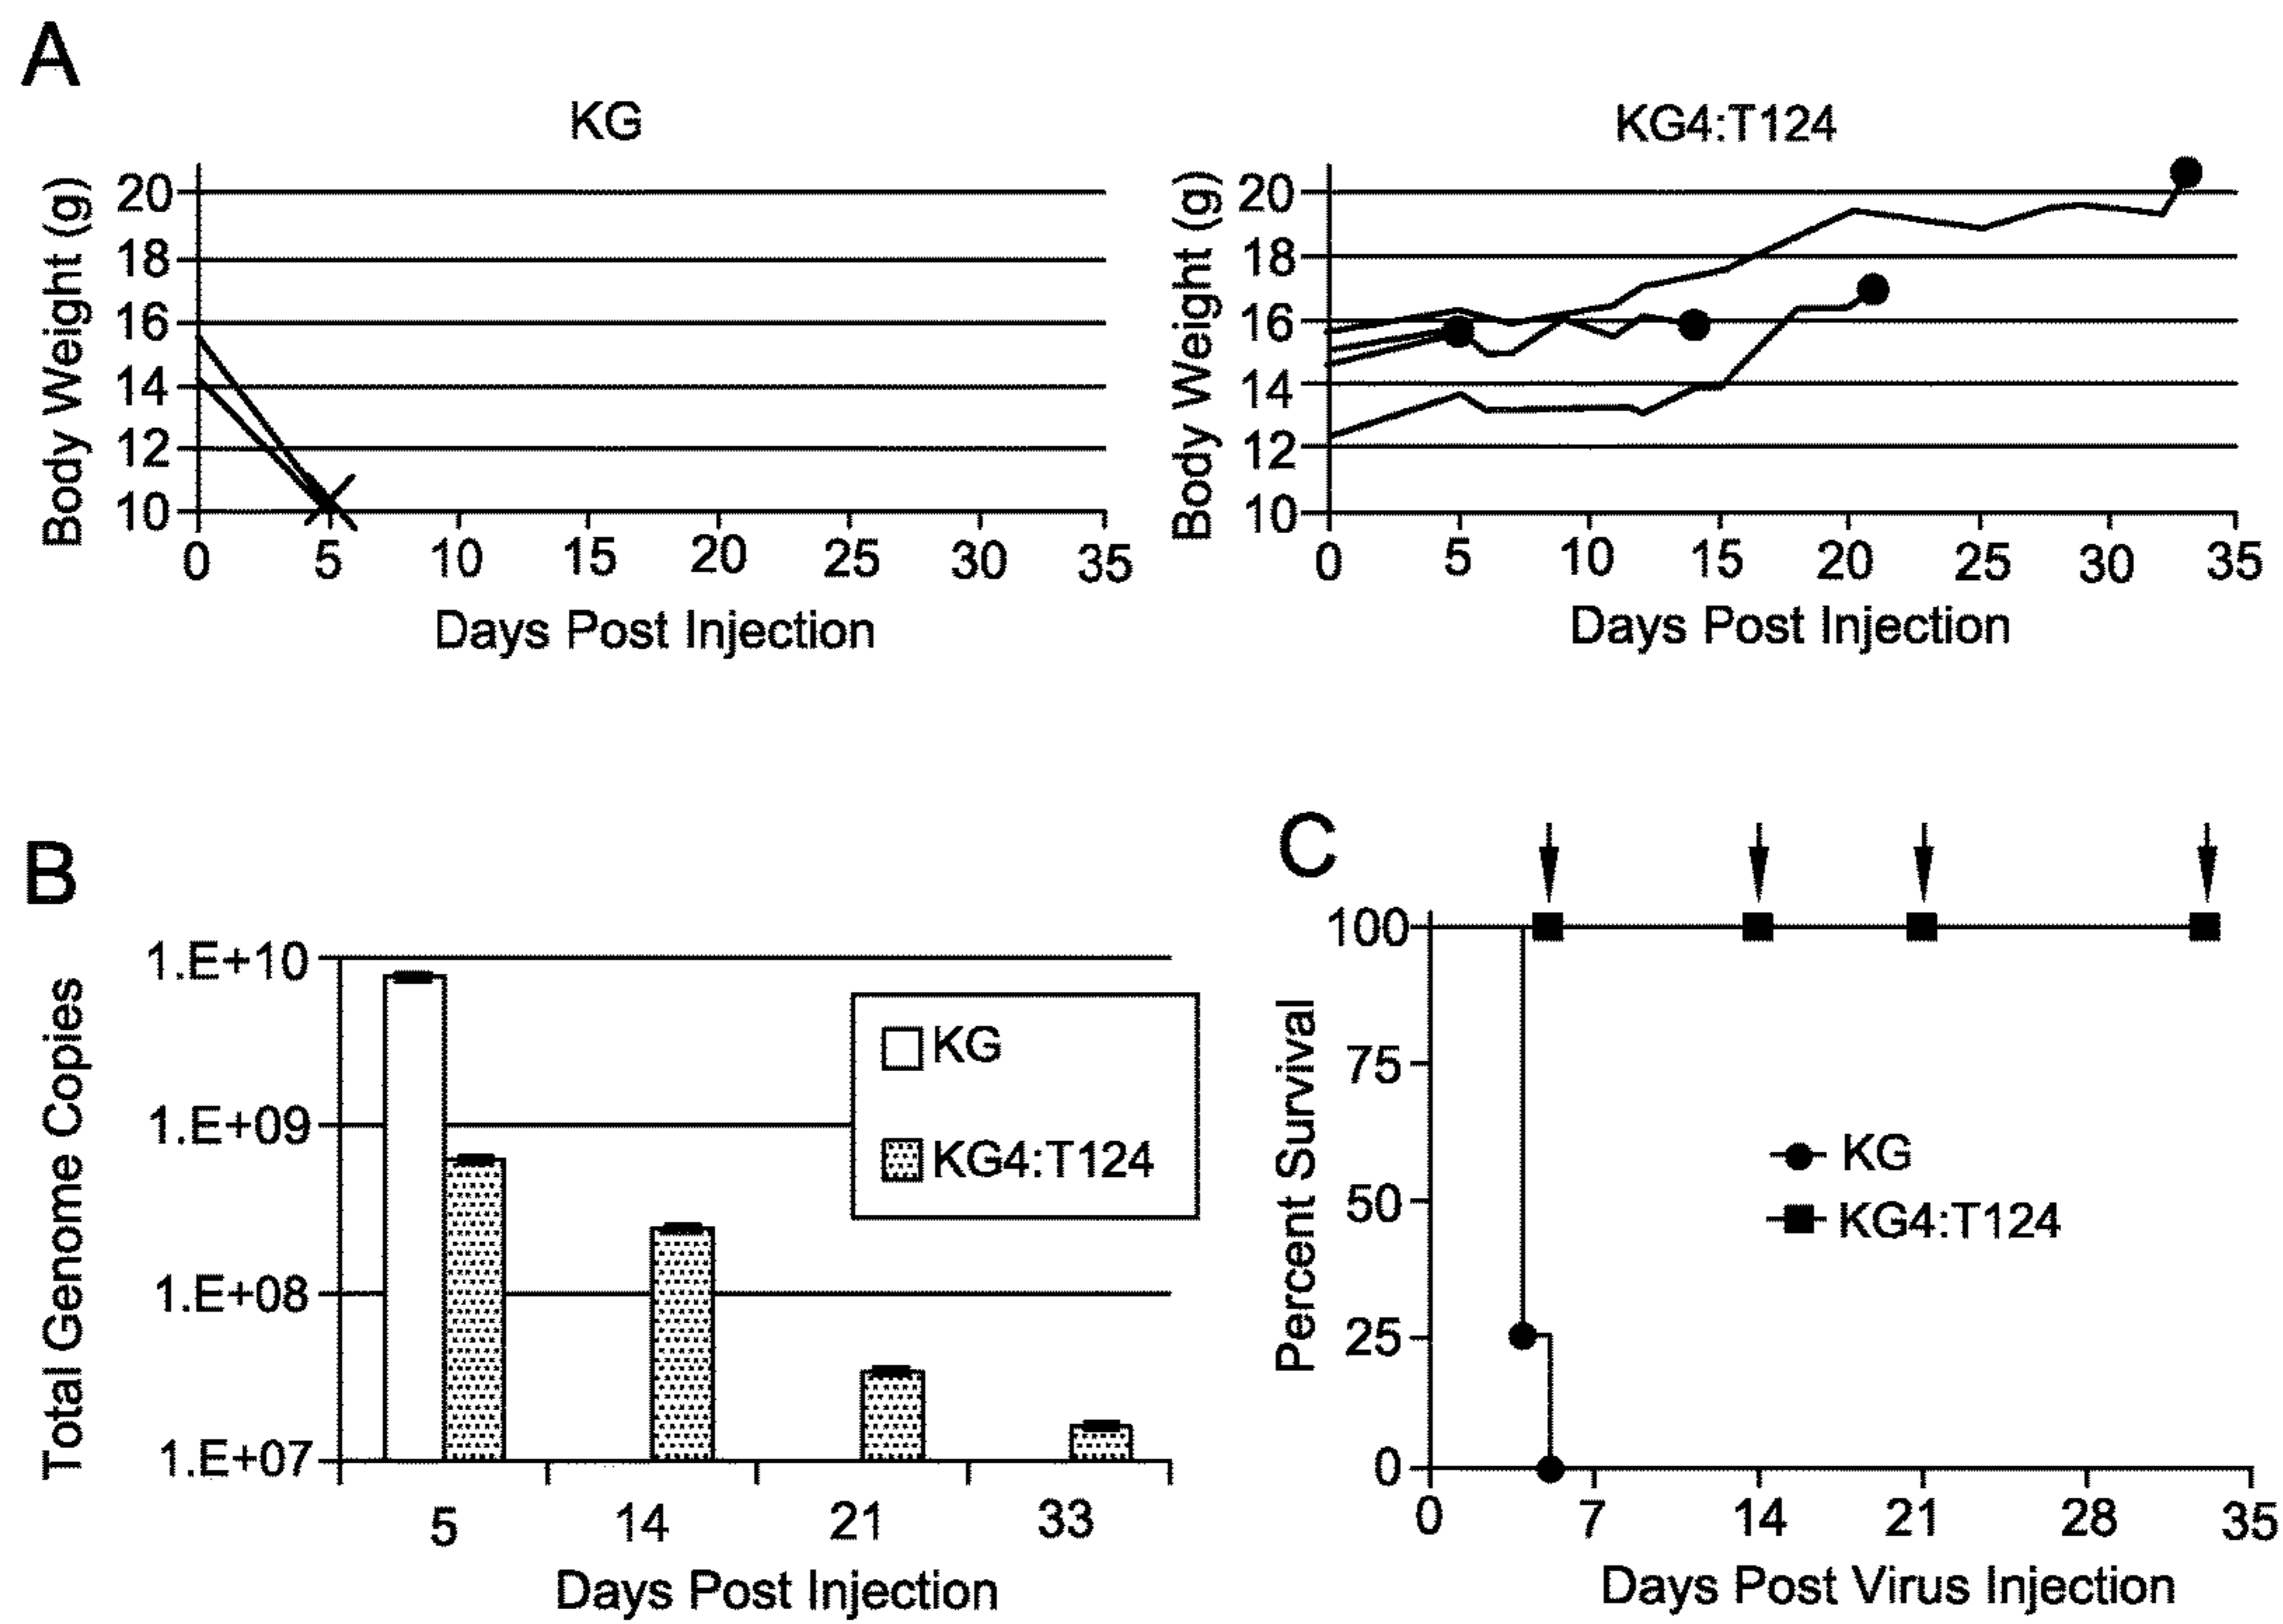 A
KG
Body Weight (g)
20
18
16
14
12
10
0 5 10 15 20 25 30 35
Days Post Injection
KG4:T124
Body Weight (g)
20
18
16
14
12
10
0 5 10 15 20 25 30 35
Days Post Injection
B
Total Genome Copies
1.E+10
1.E+09
1.E+08
1.E+07
KG
KG4:T124
5 14 21 33
Days Post Injection
C
Percent Survival
100
75
50
25
0
KG
KG4:T124
0 7 14 21 28 35
Days Post Virus Injection